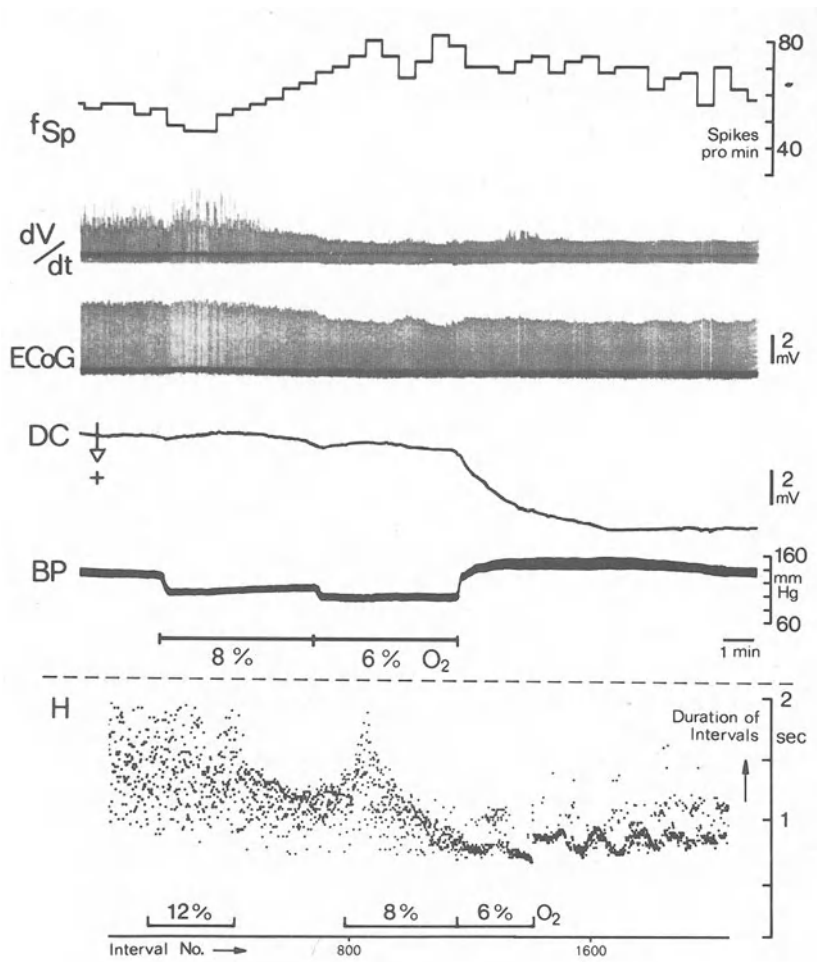 80
fSp
Spikes
pro min
40
dV/dt
ECoG
2
mV
DC
+
2
mV
BP
160
mm
Hg
60
8 % 6 % O2
1 min
H
2
Duration of
Intervals
sec
1
12% 8% 6% O2
Interval No. 800 1600